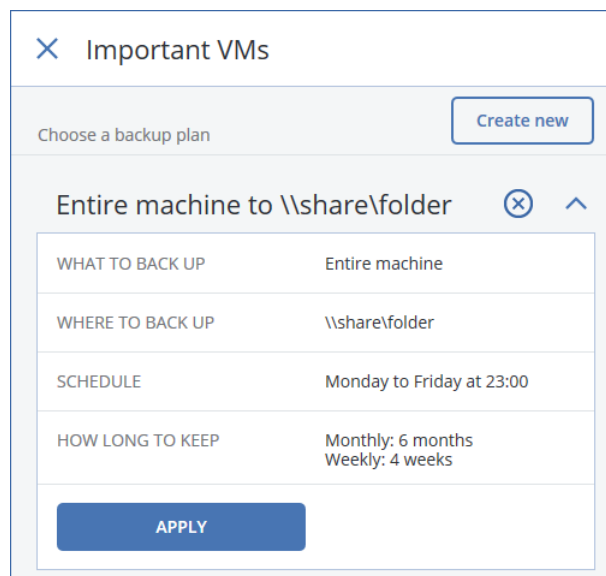 Important VMs
Create new
Choose a backup plan
Entire machine to \\share\folder
WHAT TO BACK UP Entire machine
WHERE TO BACK UP \\share\folder
SCHEDULE Monday to Friday at 23:00
HOW LONG TO KEEP Monthly: 6 months
Weekly: 4 weeks
APPLY